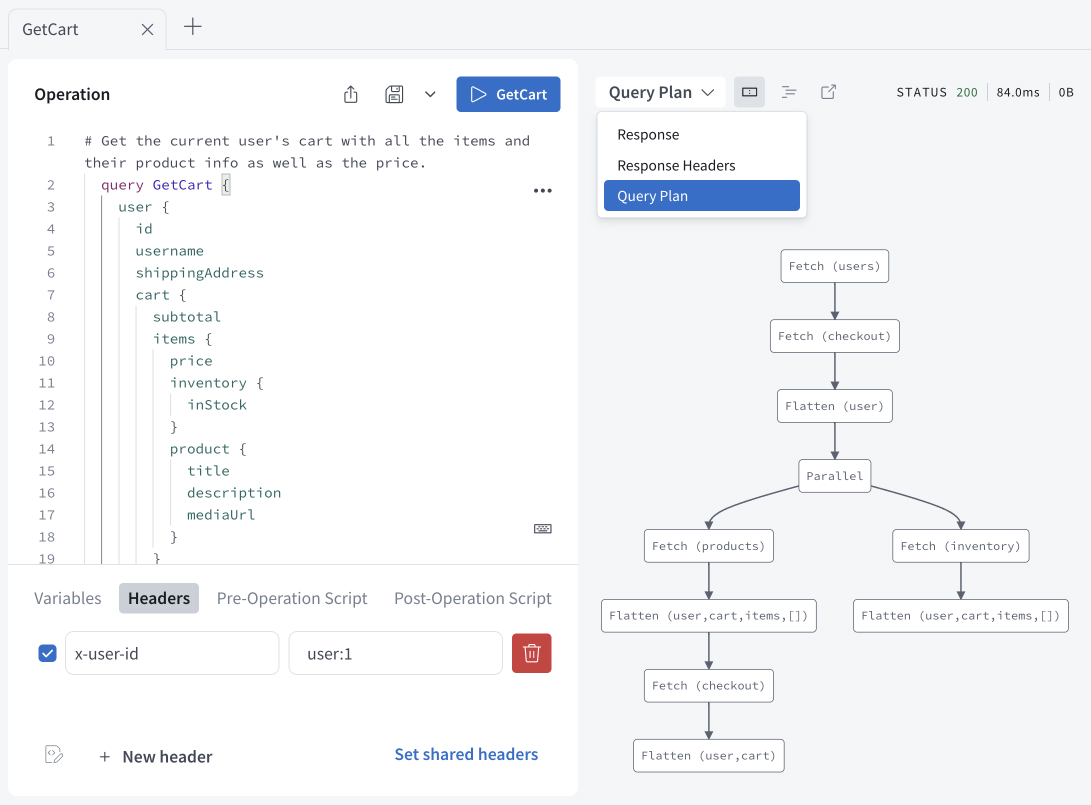 GetCart
Operation
GetCart
1 # Get the current user's cart with all the items and
their product info as well as the price.
2 query GetCart {
3 user {
4 id
5 username
6 shippingAddress
7 cart {
8 subtotal
9 items {
10 price
11 inventory {
12 inStock
13 }
14 product {
15 title
16 description
17 mediaUrl
18 }
19 }
Variables Headers Pre-Operation Script Post-Operation Script
x-user-id user:1
+ New header Set shared headers
Query Plan STATUS 200 84.0ms 0B
Response
Response Headers
Query Plan
Fetch (users)
Fetch (checkout)
Flatten (user)
Parallel
Fetch (products) Fetch (inventory)
Flatten (user,cart,items,[]) Flatten (user,cart,items,[])
Fetch (checkout)
Flatten (user,cart)